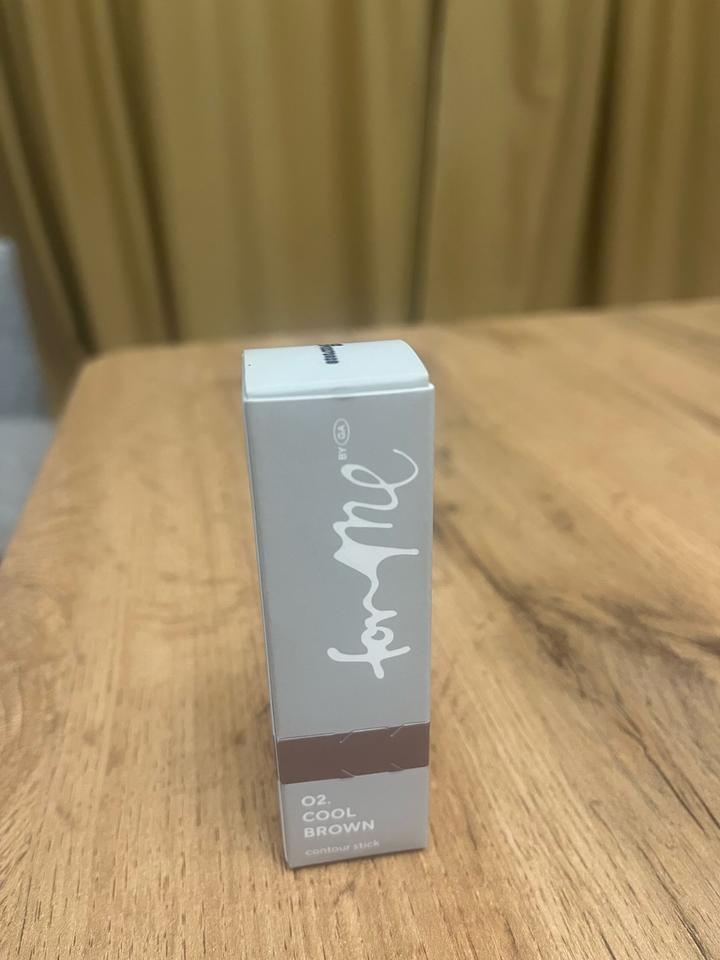 for Me
BY GA
02.
COOL
BROWN
contour stick